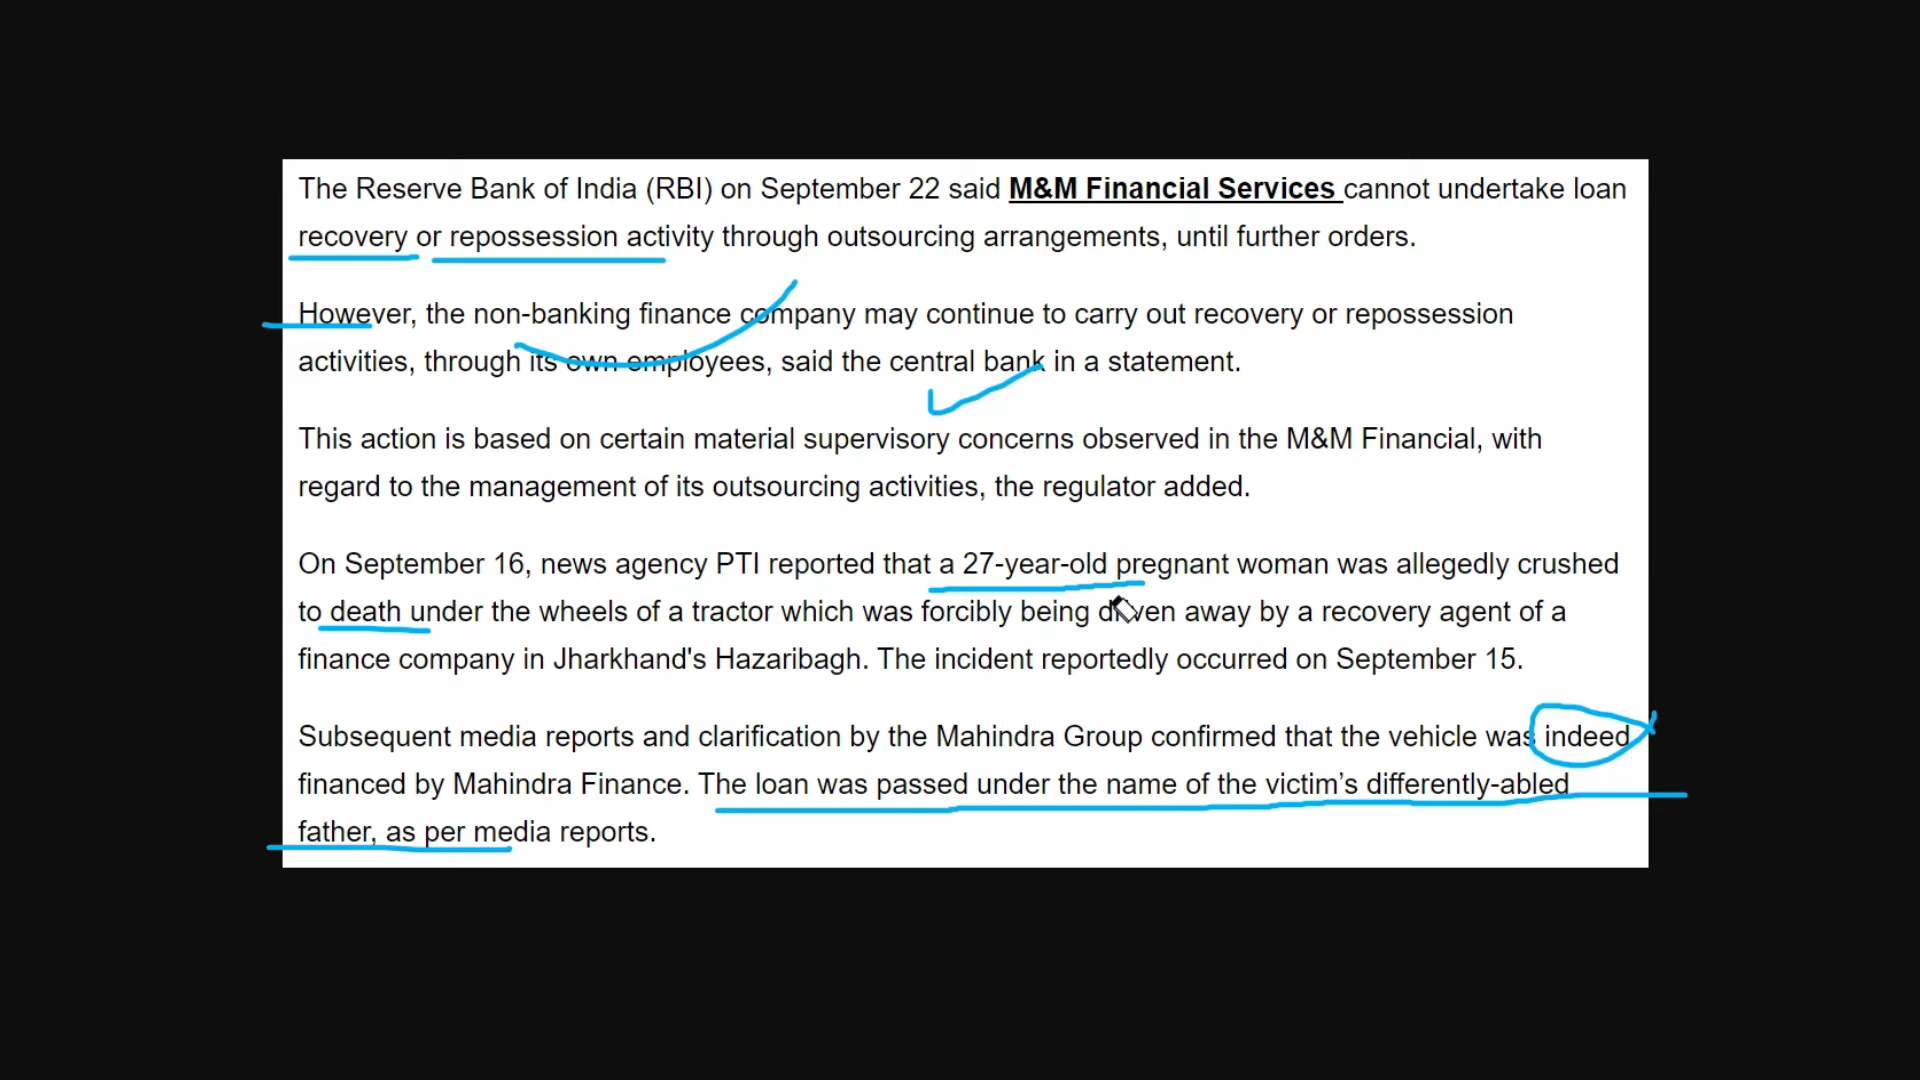 The Reserve Bank of India (RBI) on September 22 said M&M Financial Services cannot undertake loan
recovery or repossession activity through outsourcing arrangements, until further orders.
However, the non-banking finance company may continue to carry out recovery or repossession
activities, through its own employees, said the central bank in a statement.
This action is based on certain material supervisory concerns observed in the M&M Financial, with
regard to the management of its outsourcing activities, the regulator added.
On September 16, news agency PTI reported that a 27-year-old pregnant woman was allegedly crushed
to death under the wheels of a tractor which was forcibly being driven away by a recovery agent of a
finance company in Jharkhand's Hazaribagh. The incident reportedly occurred on September 15.
Subsequent media reports and clarification by the Mahindra Group confirmed that the vehicle was indeed
financed by Mahindra Finance. The loan was passed under the name of the victim’s differently-abled
father, as per media reports.